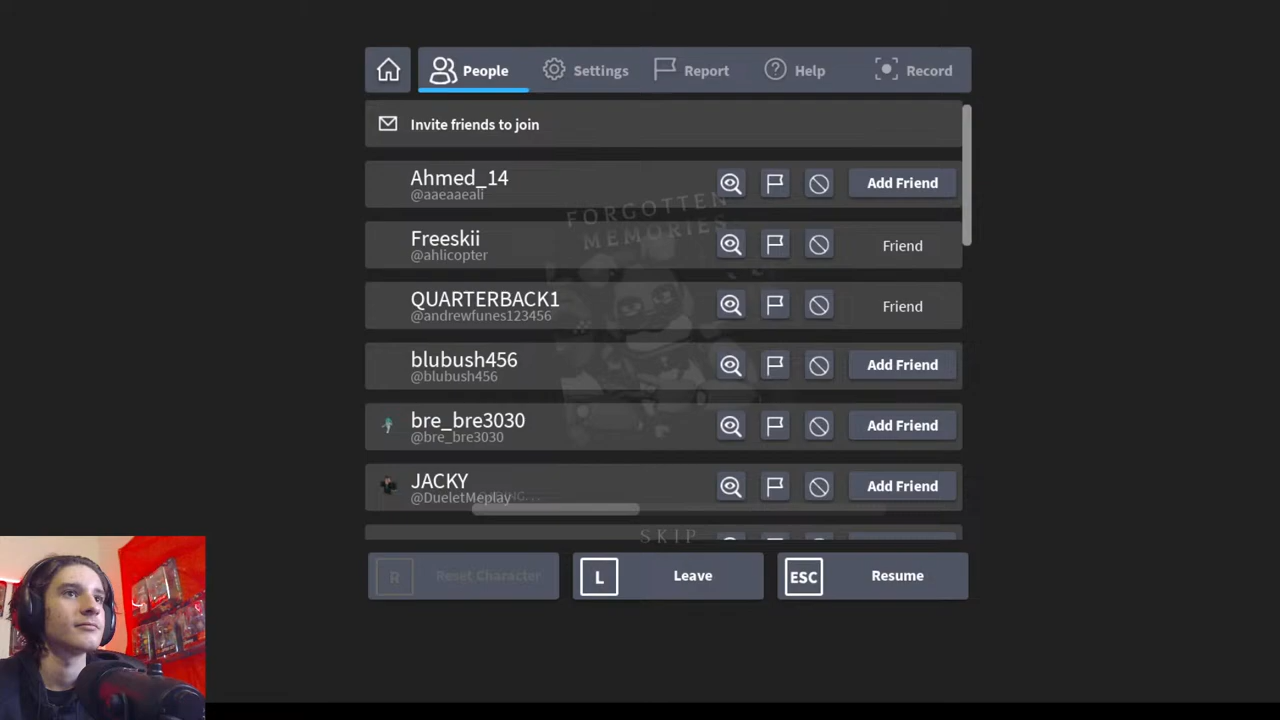 People
Settings
Report
Help
Record
Invite friends to join
Ahmed_14
@aaeaaeali
Add Friend
FORGOTTEN
MEMORIES
Freeskii
@ahlicopter
Friend
QUARTERBACK1
@andrewfunes123456
Friend
blubush456
@blubush456
Add Friend
bre_bre3030
@bre_bre3030
Add Friend
JACKY
@DueletMeplay
Add Friend
SKIP
R Reset Character
L Leave
ESC Resume